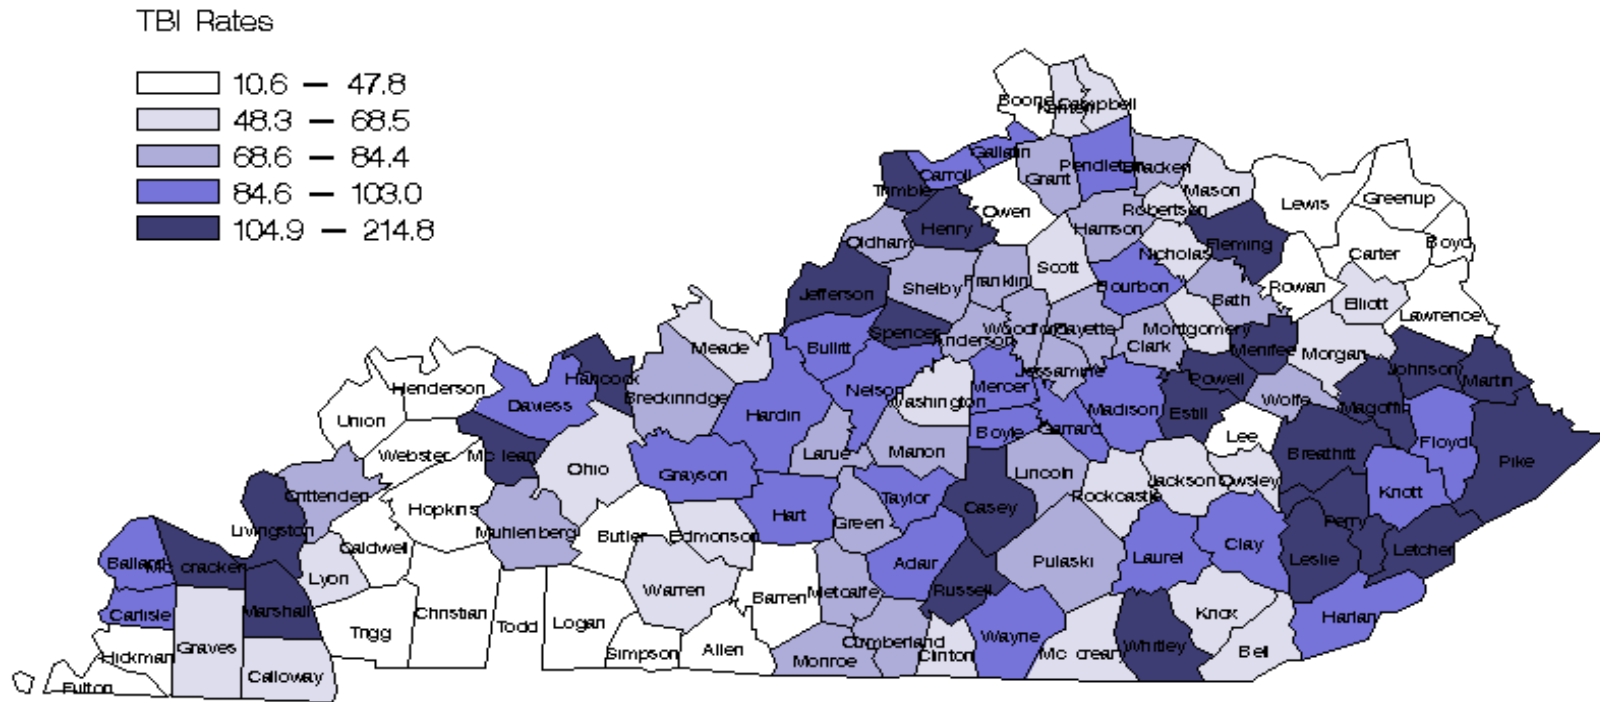 TBI Rates
10.6 — 47.8
48.3 — 68.5
68.6 — 84.4
84.6 — 103.0
104.9 — 214.8
Boone
Kenton
Campbell
Gallatin
Carroll
Trimble
Grant
Pendleton
Bracken
Mason
Lewis
Greenup
Owen
Robertson
Henry
Harrison
Oldham
Fleming
Nicholas
Boyd
Carter
Scott
Shelby
Franklin
Bourbon
Rowan
Jefferson
Bath
Elliott
Lawrence
Spencer
Anderson
Woodford
Fayette
Montgomery
Clark
Meade
Bullitt
Menifee
Morgan
Johnson
Martin
Jessamine
Powell
Hancock
Henderson
Breckinridge
Nelson
Washington
Mercer
Wolfe
Magoffin
Daviess
Hardin
Madison
Estill
Union
Boyle
Garrard
Lee
Floyd
Webster
Mc lean
Ohio
Larue
Marion
Breathitt
Pike
Grayson
Lincoln
Crittenden
Jackson
Owsley
Rockcastle
Knott
Hopkins
Taylor
Casey
Hart
Livingston
Muhlenberg
Green
Perry
Butler
Edmonson
Caldwell
Clay
Letcher
Ballard
Mc cracken
Lyon
Adair
Pulaski
Laurel
Leslie
Warren
Metcalfe
Russell
Barren
Carlisle
Marshall
Knox
Harlan
Trigg
Christian
Todd
Logan
Wayne
Cumberland
Graves
Hickman
Simpson
Allen
Monroe
Clinton
Mc crean
Whitley
Bell
Calloway
Fulton